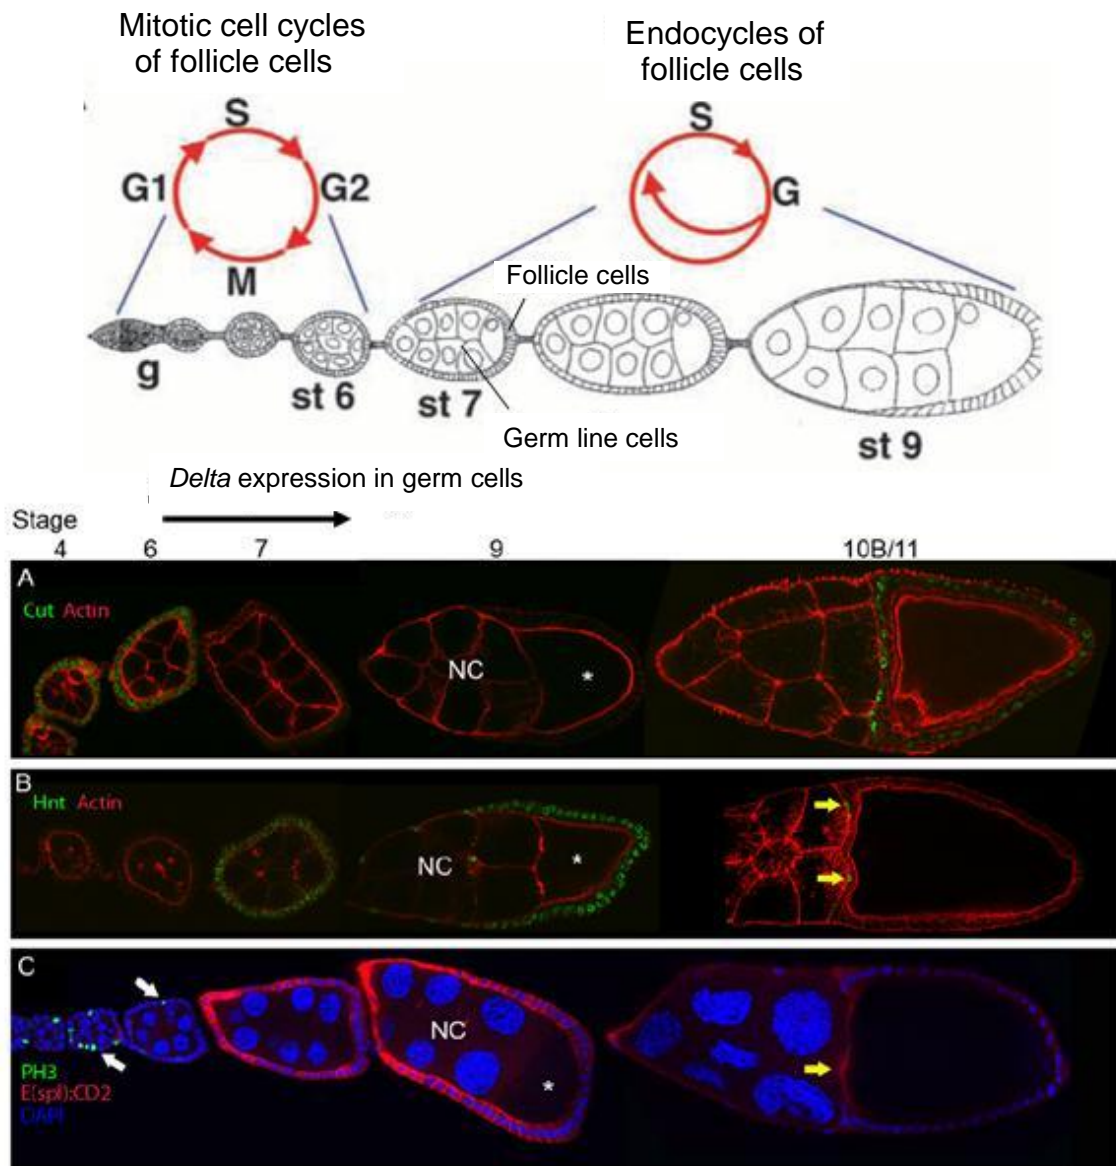 Mitotic cell cycles
of follicle cells
Endocycles of
follicle cells
S
G1
G2
M
S
G
Follicle cells
g
st 6
st 7
Germ line cells
st 9
Delta expression in germ cells
Stage
4 6 7 9 10B/11
A
Cut Actin
NC
*
B
Hnt Actin
NC
*
C
NC
*
PH3
E(spl):CD2
DAPI